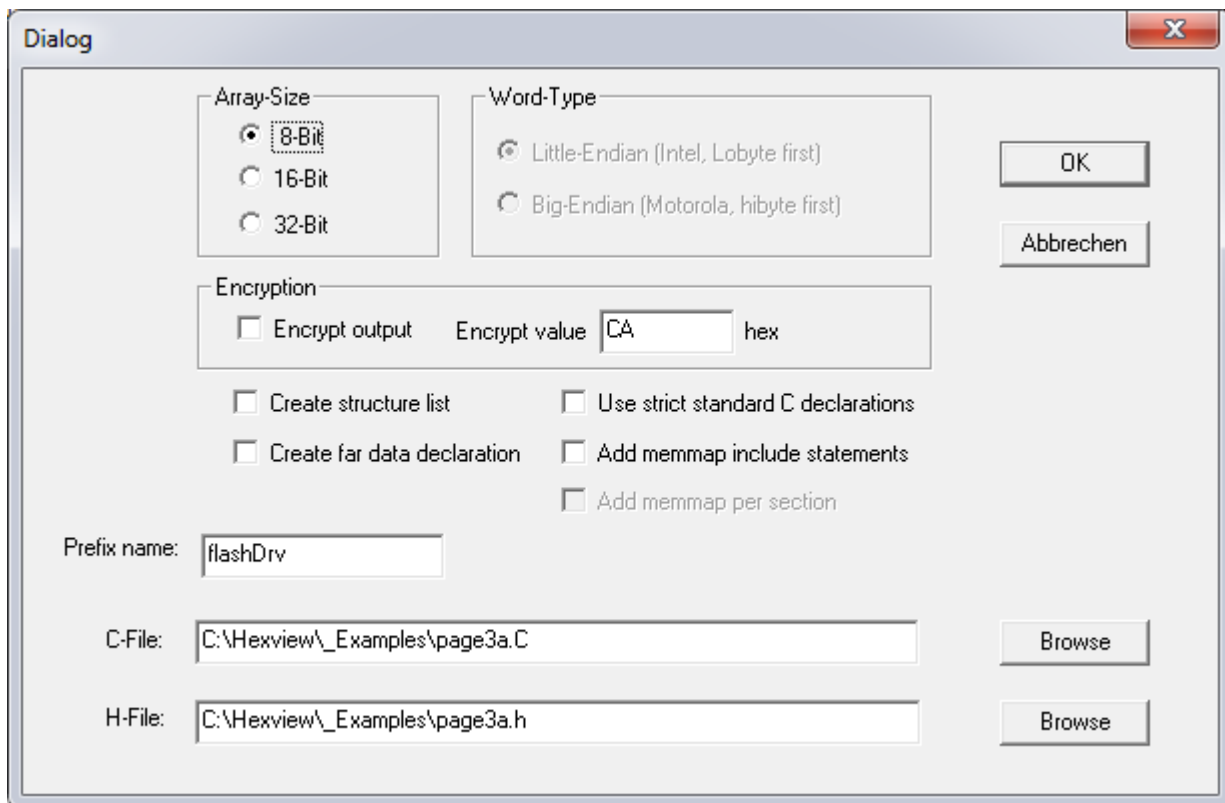 Dialog
Array-Size
8-Bit
16-Bit
32-Bit
Word-Type
Little-Endian (Intel, Lobyte first)
Big-Endian (Motorola, hibyte first)
OK
Abbrechen
Encryption
Encrypt output Encrypt value CA hex
Create structure list Use strict standard C declarations
Create far data declaration Add memmap include statements
Add memmap per section
Prefix name: flashDrv
C-File: C:\Hexview\_Examples\page3a.C Browse
H-File: C:\Hexview\_Examples\page3a.h Browse